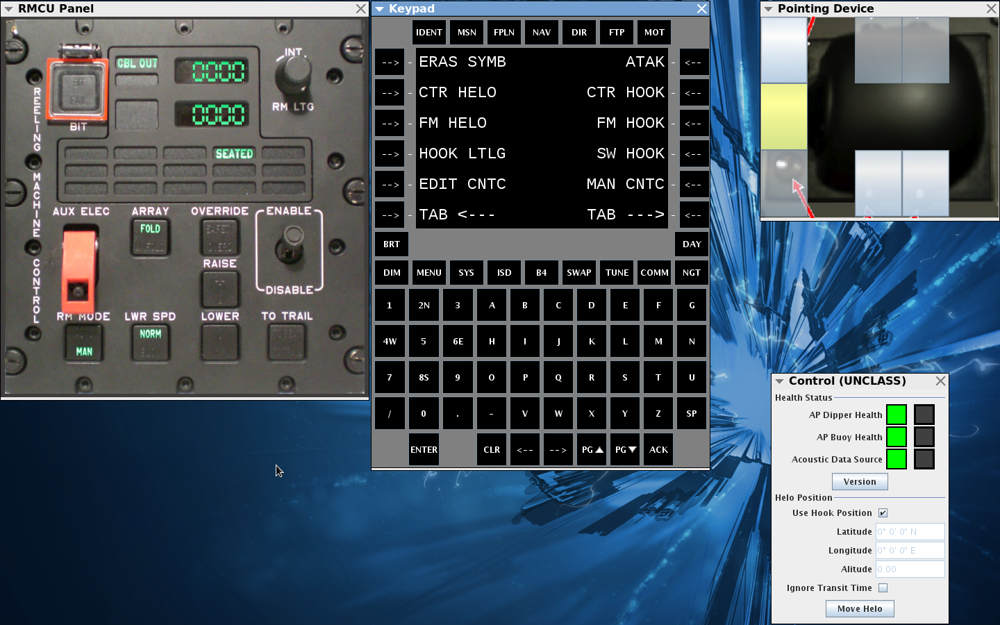 RMCU Panel
INT
CBL OUT
0000
RM LTG
0000
BIT
REELING MACHINE CONTROL
SEATED
AUX ELEC
ARRAY
OVERRIDE
ENABLE
FOLD
RAISE
DISABLE
RM MODE
LWR SPD
LOWER
TO TRAIL
NORM
MAN
Keypad
IDENT MSN FPLN NAV DIR FTP MOT
--> - ERAS SYMB ATAK - <--
--> - CTR HELO CTR HOOK - <--
--> - FM HELO FM HOOK - <--
--> - HOOK LTLG SW HOOK - <--
--> - EDIT CNTC MAN CNTC - <--
--> - TAB <--- TAB ---> - <--
BRT DAY
DIM MENU SYS ISD B4 SWAP TUNE COMM NGT
1 2N 3 A B C D E F G
4W 5 6E H I J K L M N
7 8S 9 O P Q R S T U
/ 0 . - V W X Y Z SP
ENTER CLR <-- --> PG▲ PG▼ ACK
Pointing Device
Control (UNCLASS)
Health Status
AP Dipper Health
AP Buoy Health
Acoustic Data Source
Version
Helo Position
Use Hook Position
Latitude 0° 0' 0" N
Longitude 0° 0' 0" E
Alitude 0.00
Ignore Transit Time
Move Helo